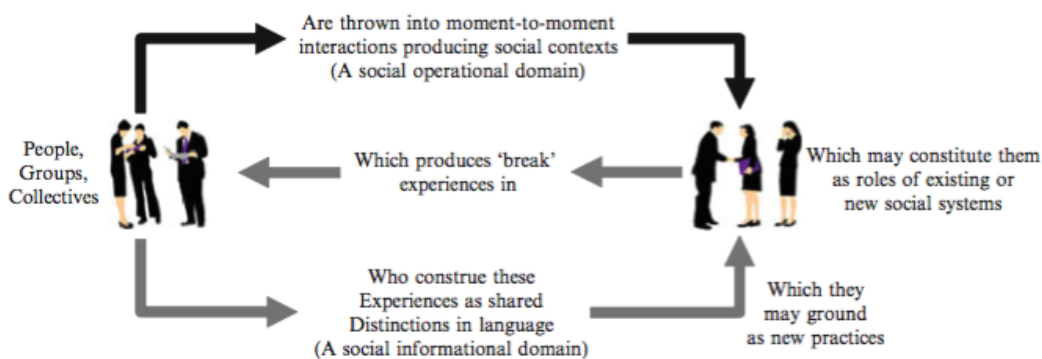 Are thrown into moment-to-moment
interactions producing social contexts
(A social operational domain)
People,
Groups,
Collectives
Which produces ‘break’
experiences in
Which may constitute them
as roles of existing or
new social systems
Who construe these
Experiences as shared
Distinctions in language
(A social informational domain)
Which they
may ground
as new practices